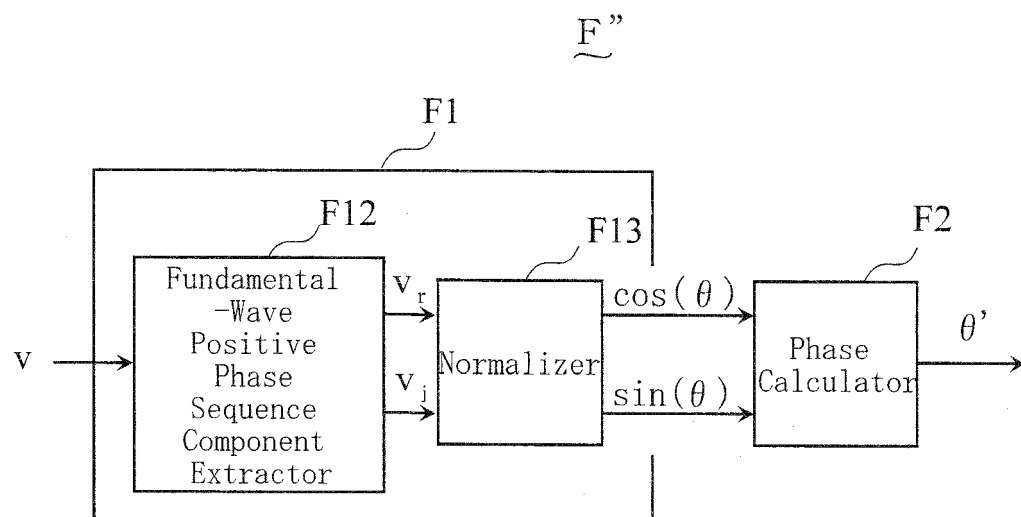 F”
F1
F12
F13
F2
Fundamental
-Wave
Positive
Phase
Sequence
Component
Extractor
v
v_r
v_j
Normalizer
cos(θ)
sin(θ)
Phase
Calculator
θ'